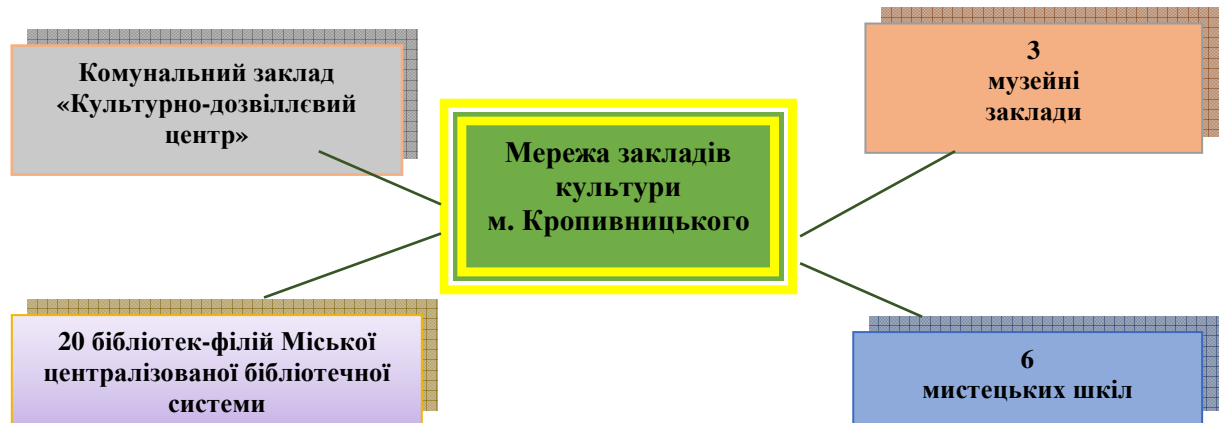 Комунальний заклад
«Культурно-дозвіллєвий
центр»
3
музейні
заклади
Мережа закладів
культури
м. Кропивницького
20 бібліотек-філій Міської
централізованої бібліотечної
системи
6
мистецьких шкіл